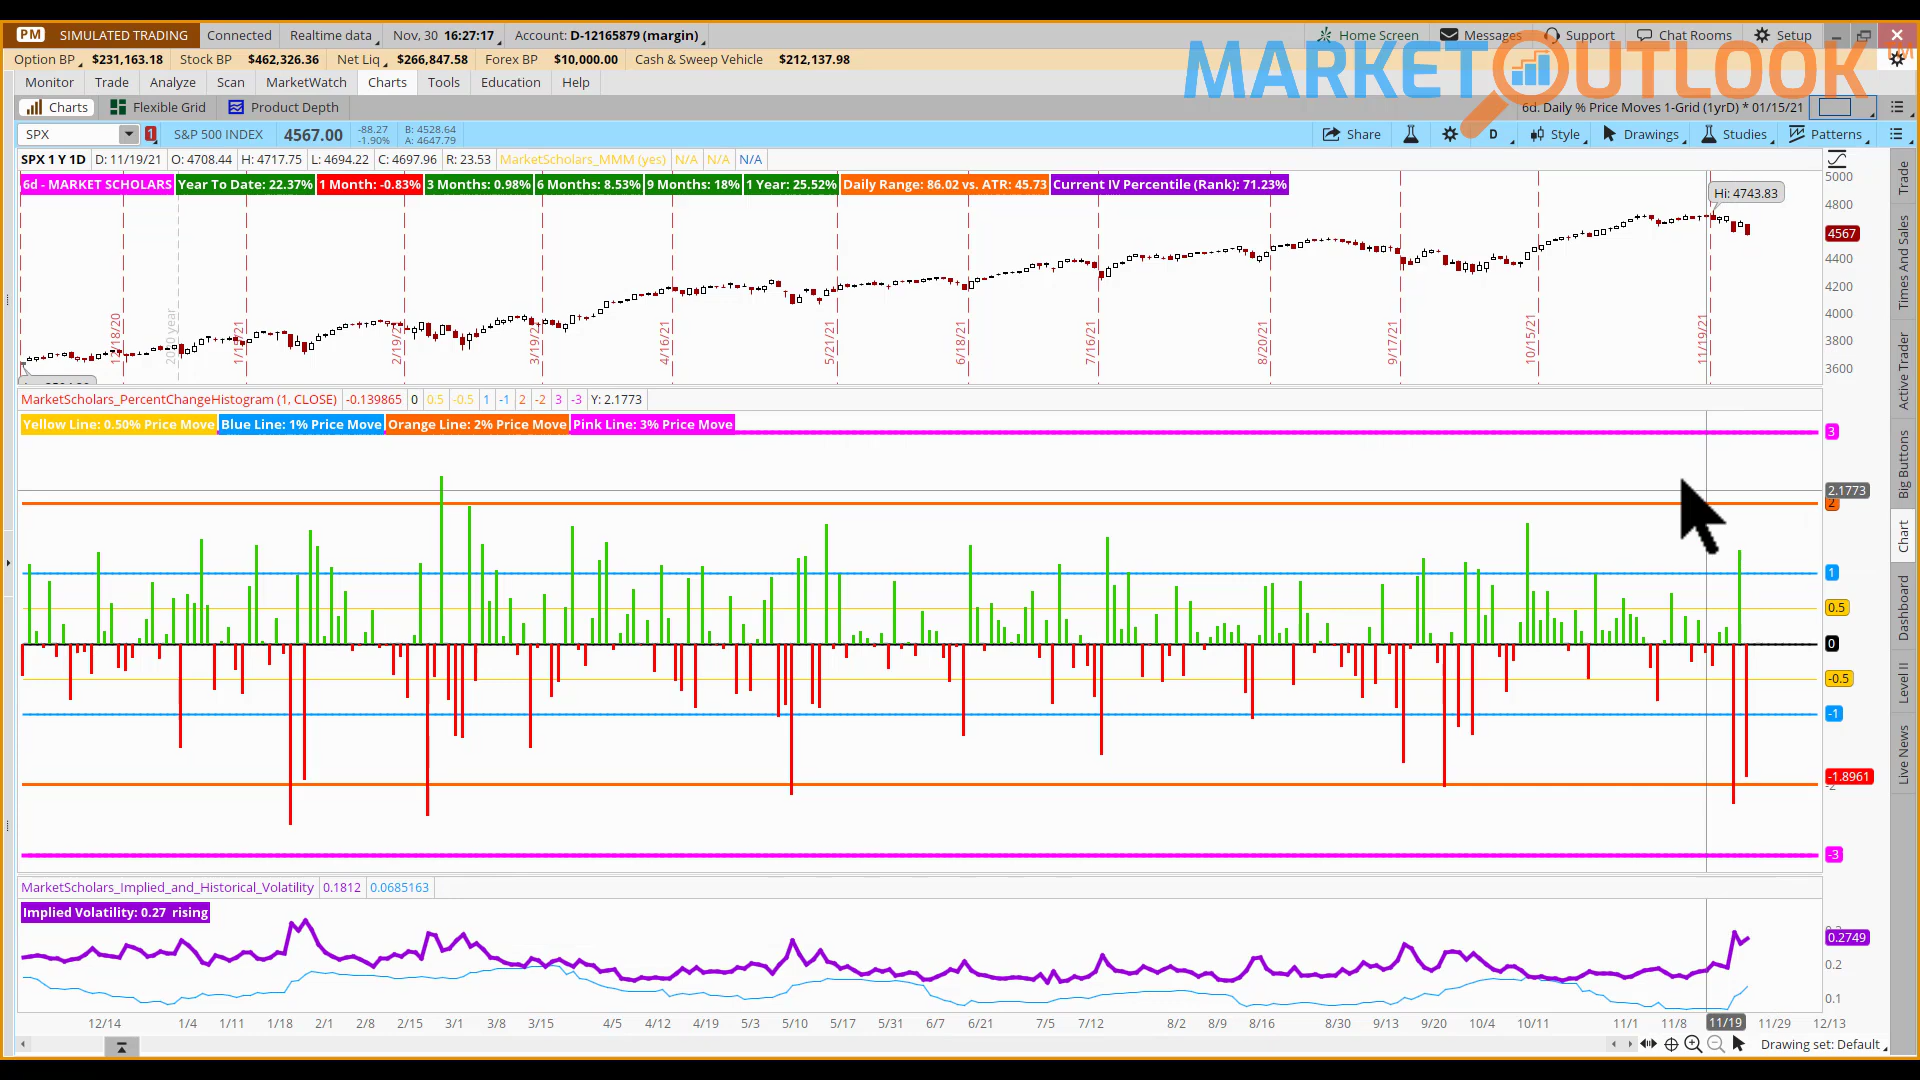 PM SIMULATED TRADING Connected Realtime data Nov, 30 16:27:17 Account: D-12165879 (margin) Home Screen Messages Support Chat Rooms Setup
MARKET OUTLOOK TM
Option BP $231,163.18 Stock BP $462,326.36 Net Liq $266,847.58 Forex BP $10,000.00 Cash & Sweep Vehicle $212,137.98
Monitor Trade Analyze Scan MarketWatch Charts Tools Education Help
Charts Flexible Grid Product Depth 6d. Daily % Price Moves 1-Grid (1yrD) * 01/15/21
SPX 1 S&P 500 INDEX 4567.00 -88.27 B: 4528.64 Share D Style Drawings Studies Patterns
-1.90% A: 4647.79
SPX 1 Y 1D D: 11/19/21 O: 4708.44 H: 4717.75 L: 4694.22 C: 4697.96 R: 23.53 MarketScholars_MMM (yes) N/A N/A N/A
6d - MARKET SCHOLARS Year To Date: 22.37% 1 Month: -0.83% 3 Months: 0.98% 6 Months: 8.53% 9 Months: 18% 1 Year: 25.52% Daily Range: 86.02 vs. ATR: 45.73 Current IV Percentile (Rank): 71.23%
Hi: 4743.83
5000
4800
4567
4400
4200
4000
3800
3600
12/18/20
2/19/21
3/19/21
4/16/21
5/21/21
6/18/21
7/16/21
8/20/21
9/17/21
10/15/21
11/19/21
MarketScholars_PercentChangeHistogram (1, CLOSE) -0.139865 0 0.5 -0.5 1 -1 2 -2 3 -3 Y: 2.1773
Yellow Line: 0.50% Price Move Blue Line: 1% Price Move Orange Line: 2% Price Move Pink Line: 3% Price Move
3
2.1773
2
1
0.5
0
-0.5
-1
-1.8961
-2
-3
MarketScholars_Implied_and_Historical_Volatility 0.1812 0.0685163
Implied Volatility: 0.27 rising
0.2749
0.2
0.1
12/14 1/4 1/11 1/18 2/1 2/8 2/15 3/1 3/8 3/15 4/5 4/12 4/19 5/3 5/10 5/17 5/31 6/7 6/21 7/5 7/12 8/2 8/9 8/16 8/30 9/13 9/20 10/4 10/11 11/1 11/8 11/19 11/29 12/13
Drawing set: Default
Trade
Times And Sales
Active Trader
Big Buttons
Chart
Dashboard
Level II
Live News